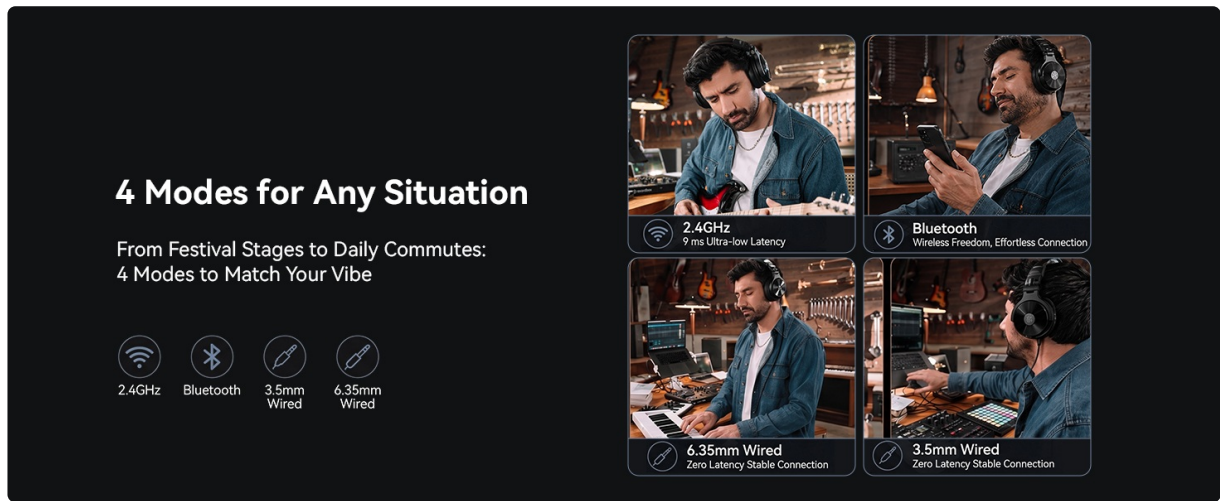 4 Modes for Any Situation
From Festival Stages to Daily Commutes:
4 Modes to Match Your Vibe
2.4GHz
Bluetooth
3.5mm
Wired
6.35mm
Wired
2.4GHz
9 ms Ultra-low Latency
Bluetooth
Wireless Freedom, Effortless Connection
6.35mm Wired
Zero Latency Stable Connection
3.5mm Wired
Zero Latency Stable Connection